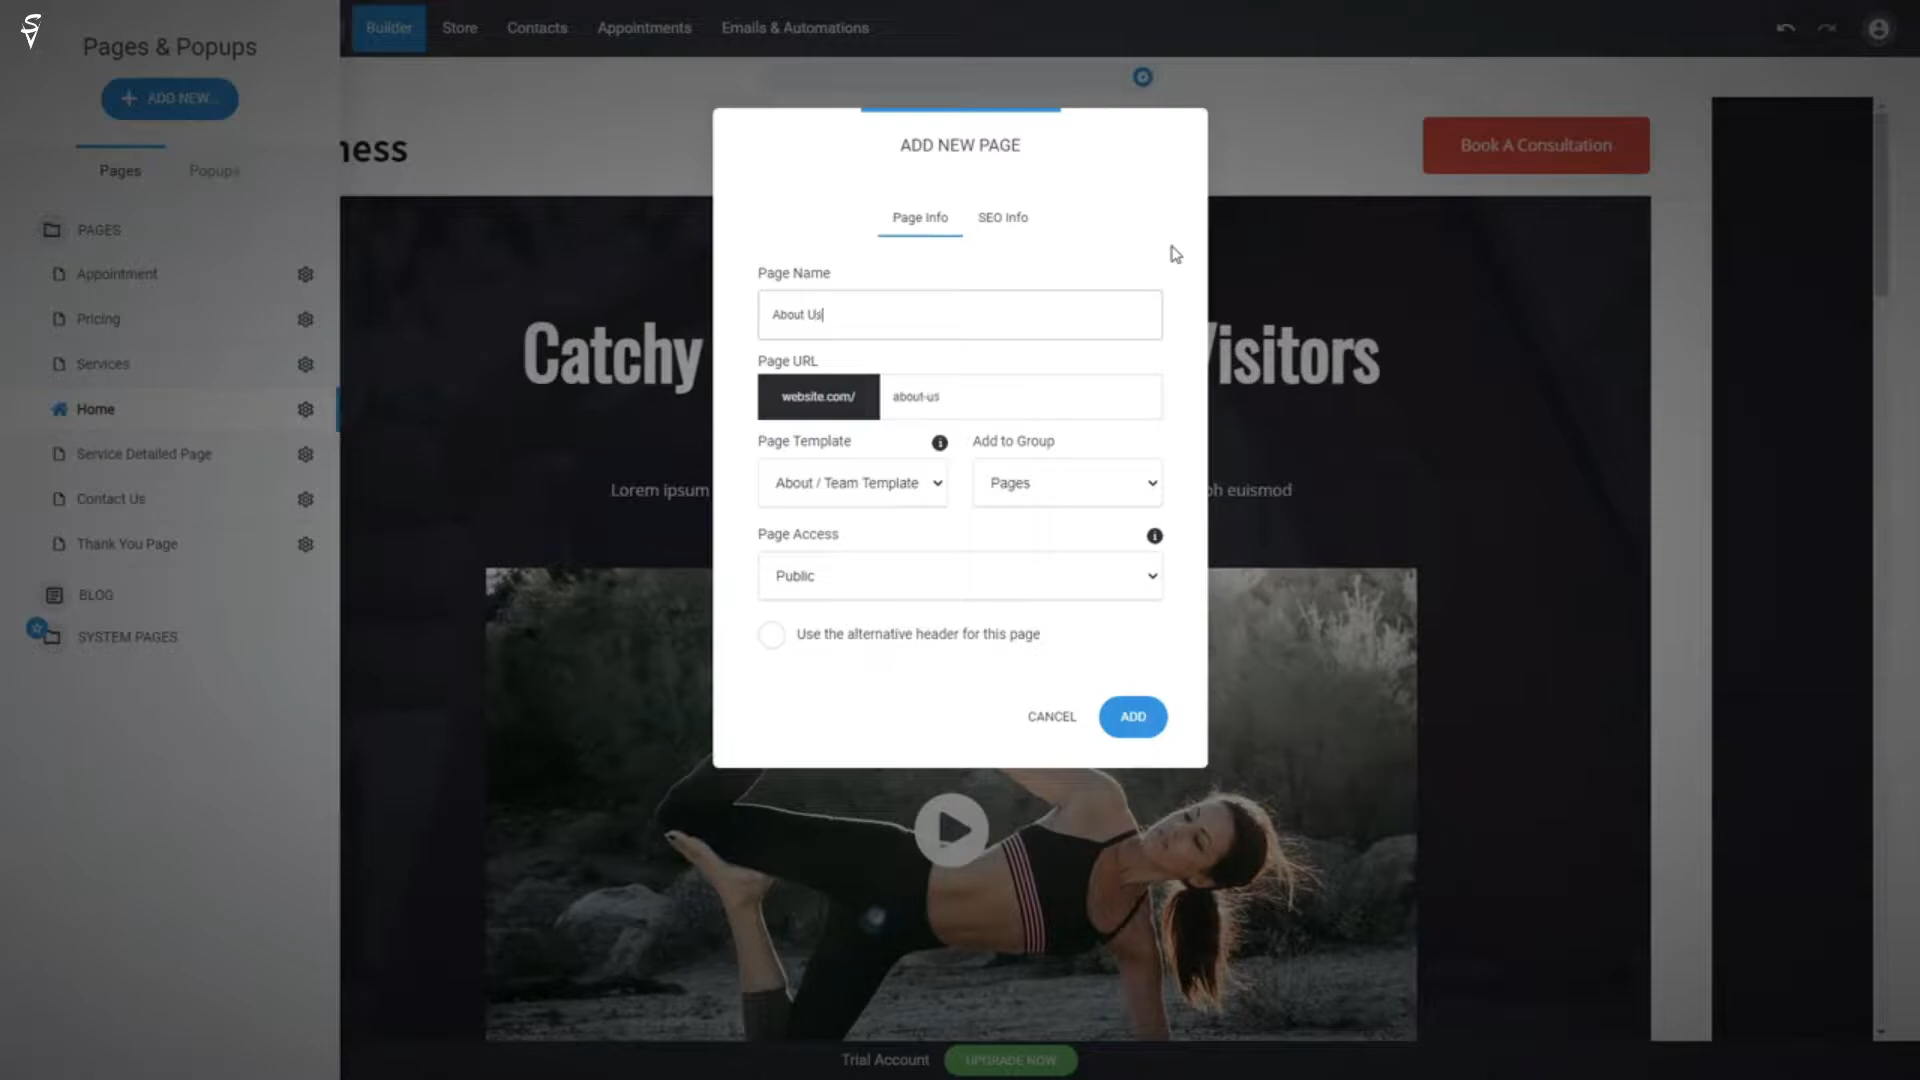 Pages & Popups
ADD NEW...
Pages
Popups
PAGES
Appointment
Pricing
Services
Home
Service Detailed Page
Contact Us
Thank You Page
BLOG
SYSTEM PAGES
Builder
Store
Contacts
Appointments
Emails & Automations
ness
Book A Consultation
Catchy
Visitors
Lorem ipsum
bh euismod
ADD NEW PAGE
Page Info
SEO Info
Page Name
About Us
Page URL
website.com/
about-us
Page Template
Add to Group
About / Team Template
Pages
Page Access
Public
Use the alternative header for this page
CANCEL
ADD
Trial Account
UPGRADE NOW